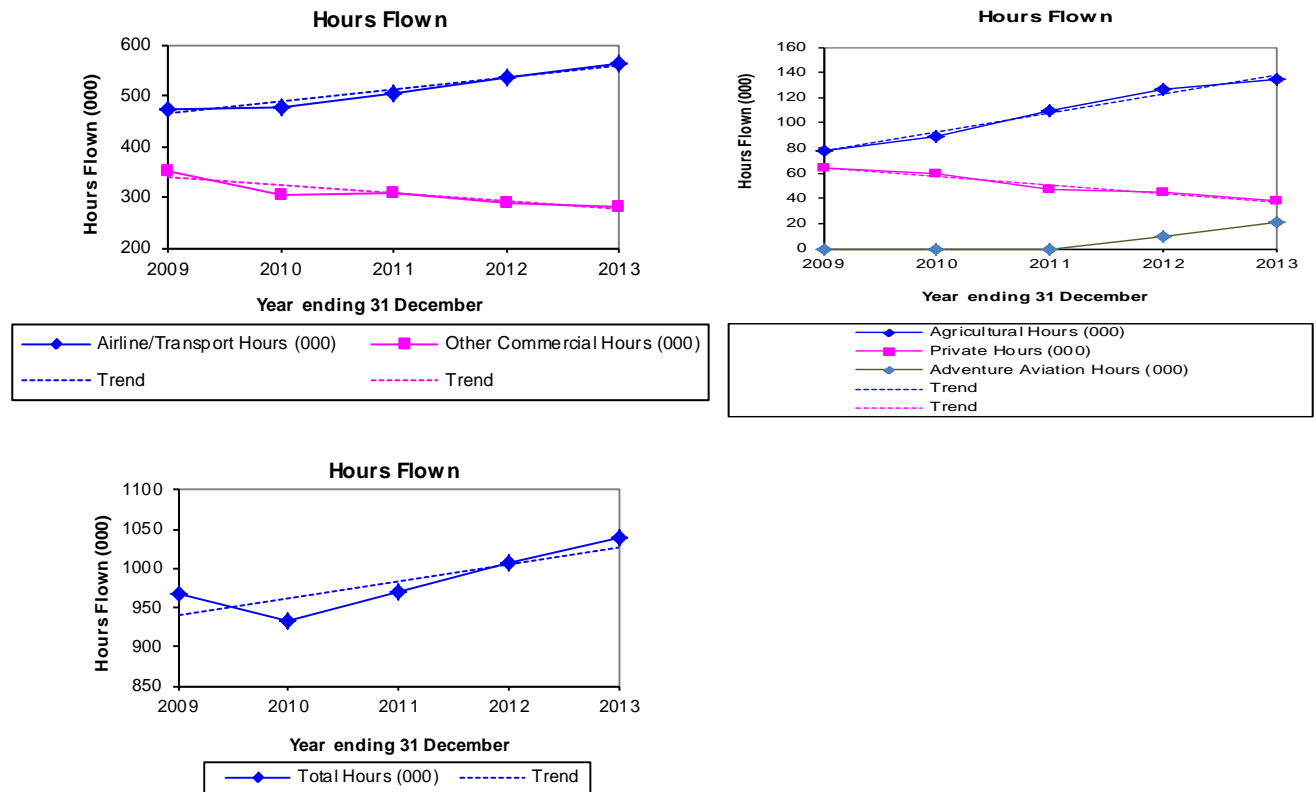 Hours Flown
600
500
400
300
200
Hours Flown (000)
2009 2010 2011 2012 2013
Year ending 31 December
Airline/Transport Hours (000) Other Commercial Hours (000)
Trend Trend
Hours Flown
160
140
120
100
80
60
40
20
0
Hours Flown (000)
2009 2010 2011 2012 2013
Year ending 31 December
Agricultural Hours (000)
Private Hours (000)
Adventure Aviation Hours (000)
Trend
Trend
Hours Flown
1100
1050
1000
950
900
850
Hours Flown (000)
2009 2010 2011 2012 2013
Year ending 31 December
Total Hours (000) Trend